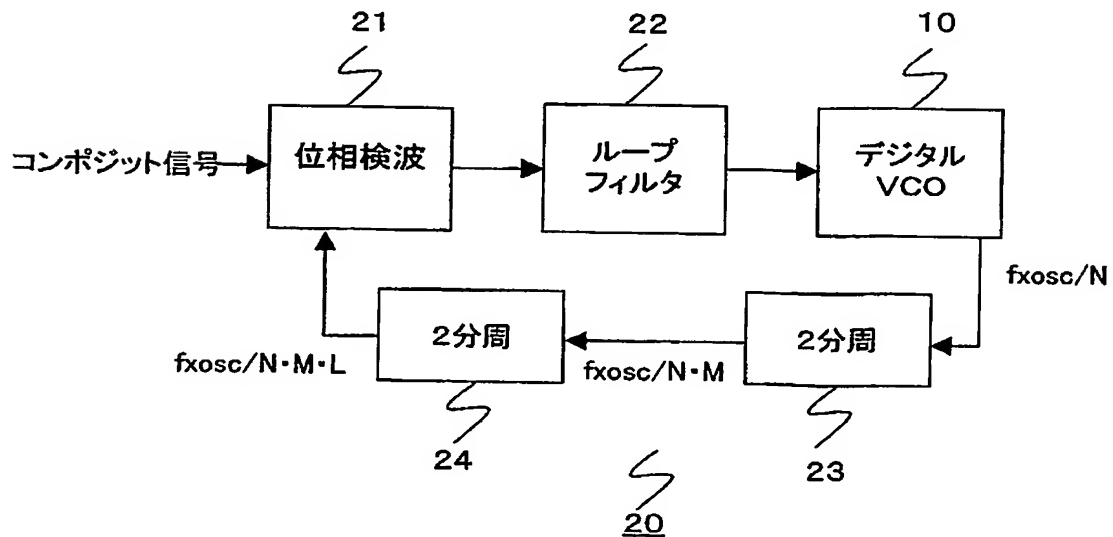 21
22
10
コンポジット信号
位相検波
ループ
フィルタ
デジタル
VCO
fxosc/N
2分周
2分周
fxosc/N・M・L
fxosc/N・M
24
23
20